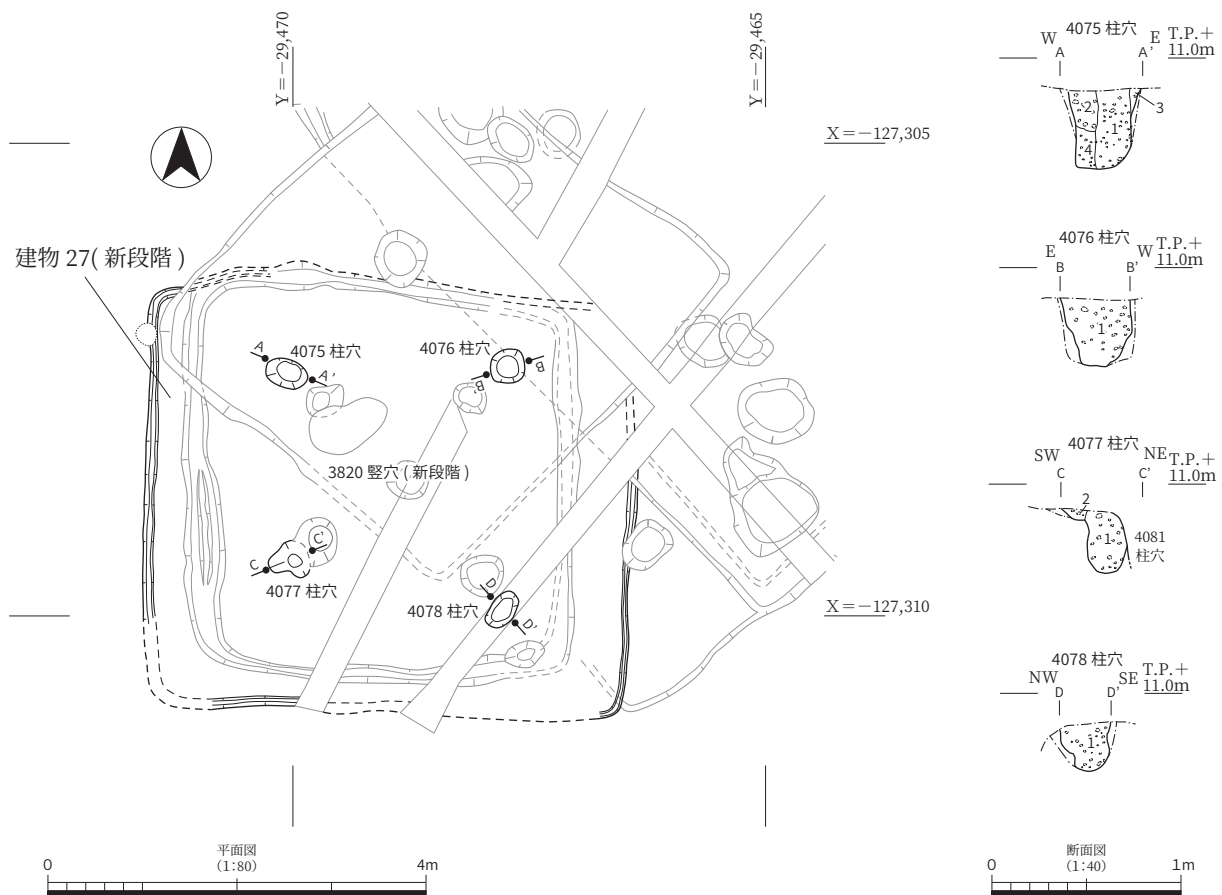 Y＝−29,470
Y＝−29,465
X＝−127,305
建物 27( 新段階 )
A
4075 柱穴
A’
4076 柱穴
B
B’
3820 竪穴 ( 新段階 )
C
C’
4077 柱穴
D
4078 柱穴
D’
X＝−127,310
平面図
（1:80）
0
4m
4075 柱穴
W
E
T.P.＋
11.0m
A
A’
2
1
3
4
4076 柱穴
E
W
T.P.＋
11.0m
B
B’
1
4077 柱穴
SW
NE
T.P.＋
11.0m
C
C’
2
1
4081
柱穴
4078 柱穴
NW
SE
T.P.＋
11.0m
D
D’
1
断面図
（1:40）
0
1m